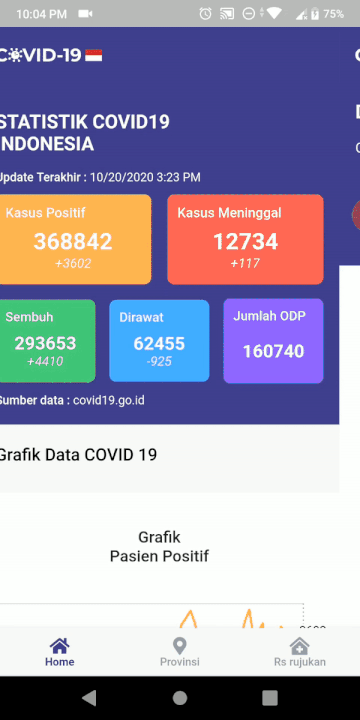 10:04 PM
75%
COVID-19
STATISTIK COVID19
INDONESIA
Update Terakhir : 10/20/2020 3:23 PM
Kasus Positif
368842
+3602
Kasus Meninggal
12734
+117
Sembuh
293653
+4410
Dirawat
62455
-925
Jumlah ODP
160740
Sumber data : covid19.go.id
Grafik Data COVID 19
Grafik
Pasien Positif
Home
Provinsi
Rs rujukan